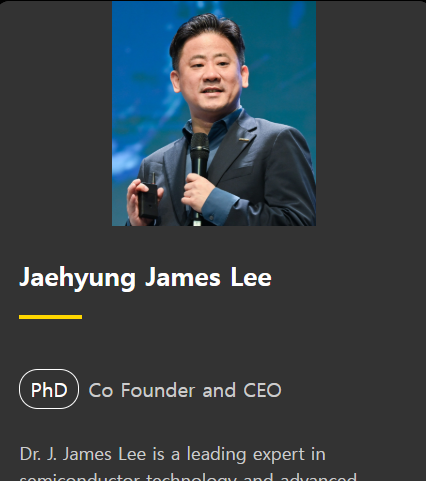 Jaehyung James Lee
PhD Co Founder and CEO
Dr. J. James Lee is a leading expert in
semiconductor technology and advanced